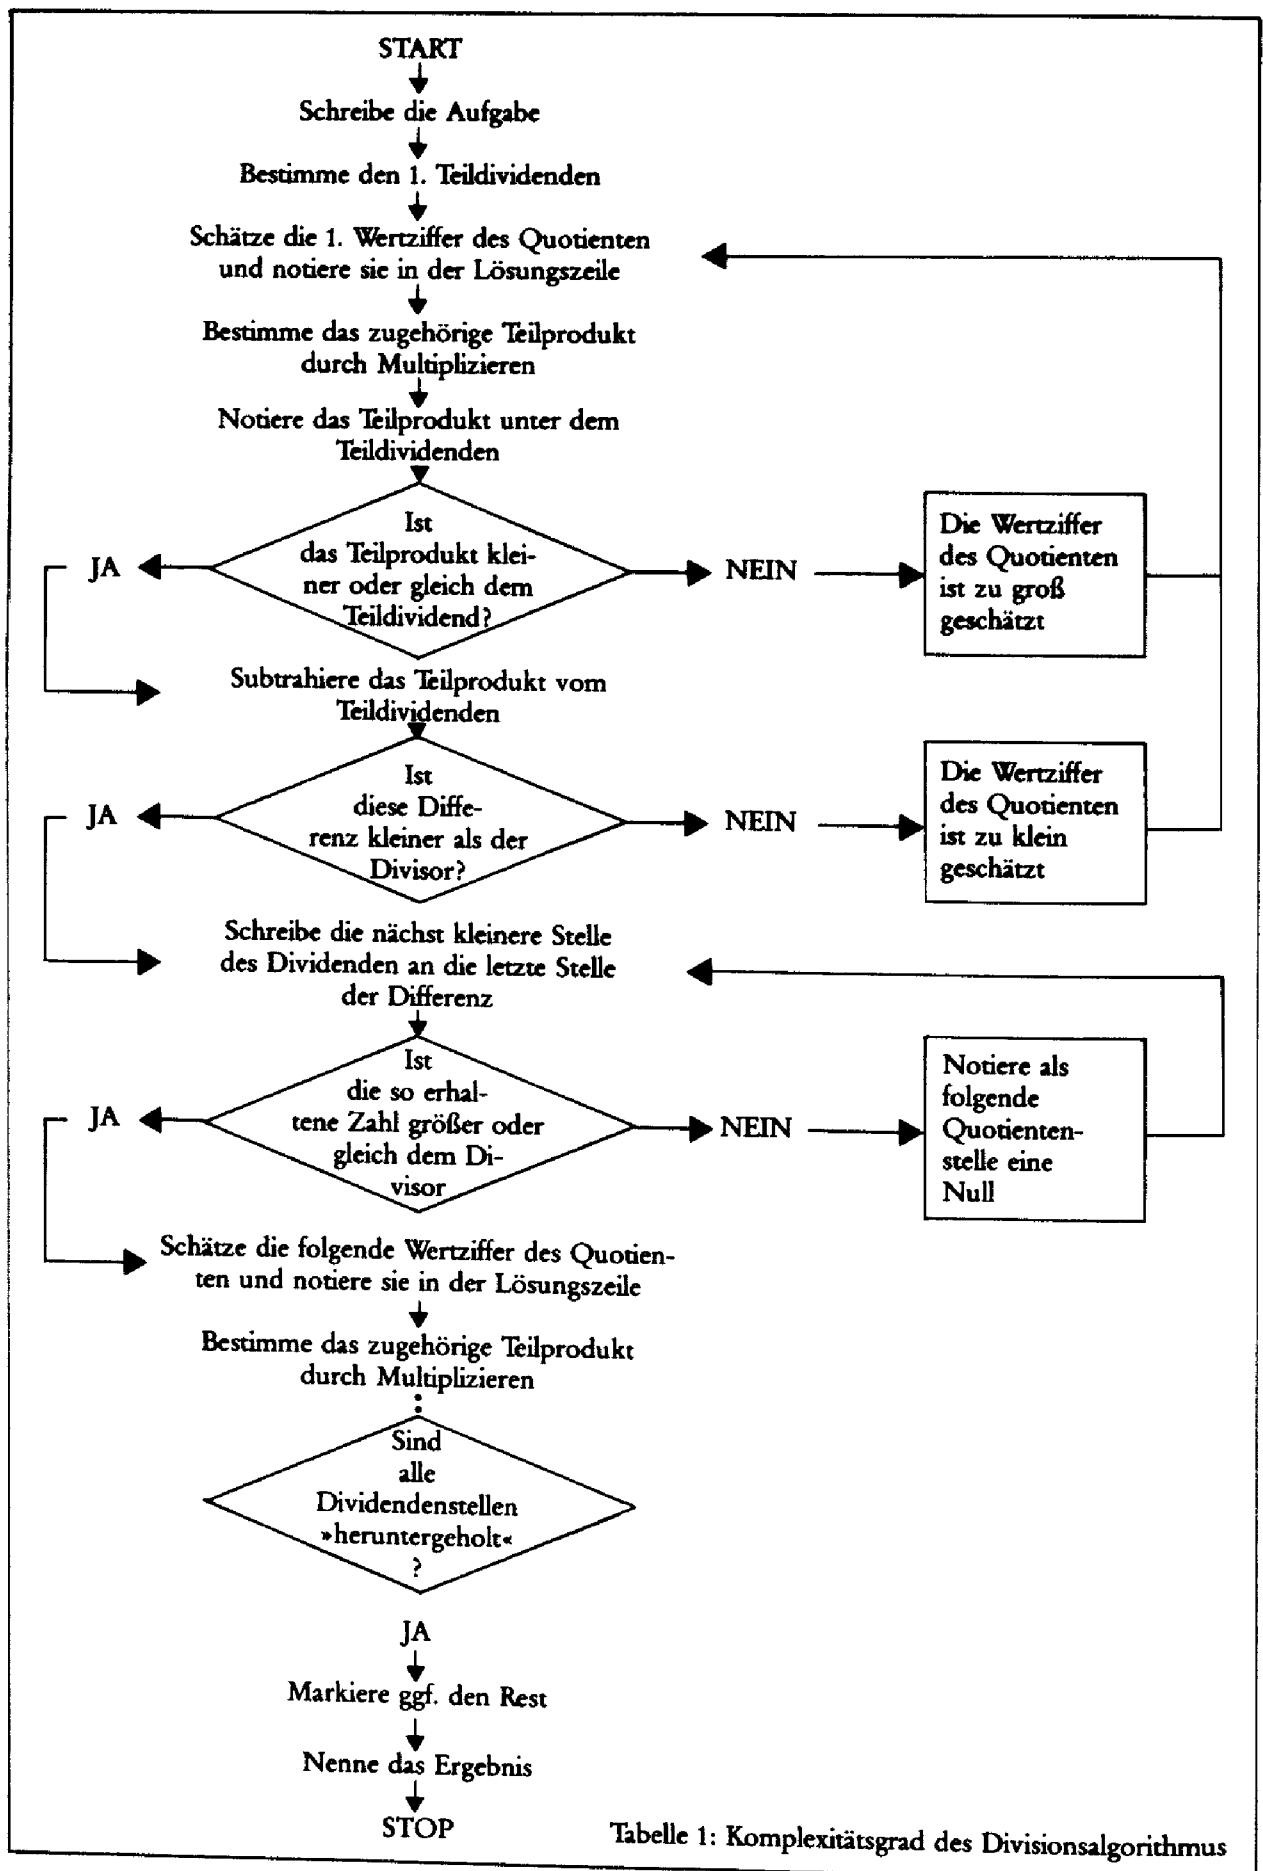 START
Schreibe die Aufgabe
Bestimme den 1. Teildividenden
Schätze die 1. Wertziffer des Quotienten
und notiere sie in der Lösungszeile
Bestimme das zugehörige Teilprodukt
durch Multiplizieren
Notiere das Teilprodukt unter dem
Teildividenden
Ist
das Teilprodukt klei-
ner oder gleich dem
Teildividend?
JA
NEIN
Die Wertziffer
des Quotienten
ist zu groß
geschätzt
Subtrahiere das Teilprodukt vom
Teildividenden
Ist
diese Diffe-
renz kleiner als der
Divisor?
JA
NEIN
Die Wertziffer
des Quotienten
ist zu klein
geschätzt
Schreibe die nächst kleinere Stelle
des Dividenden an die letzte Stelle
der Differenz
Ist
die so erhal-
tene Zahl größer oder
gleich dem Di-
visor
JA
NEIN
Notiere als
folgende
Quotienten-
stelle eine
Null
Schätze die folgende Wertziffer des Quotien-
ten und notiere sie in der Lösungszeile
Bestimme das zugehörige Teilprodukt
durch Multiplizieren
Sind
alle
Dividendenstellen
»heruntergeholt«
?
JA
Markiere ggf. den Rest
Nenne das Ergebnis
STOP
Tabelle 1: Komplexitätsgrad des Divisionsalgorithmus